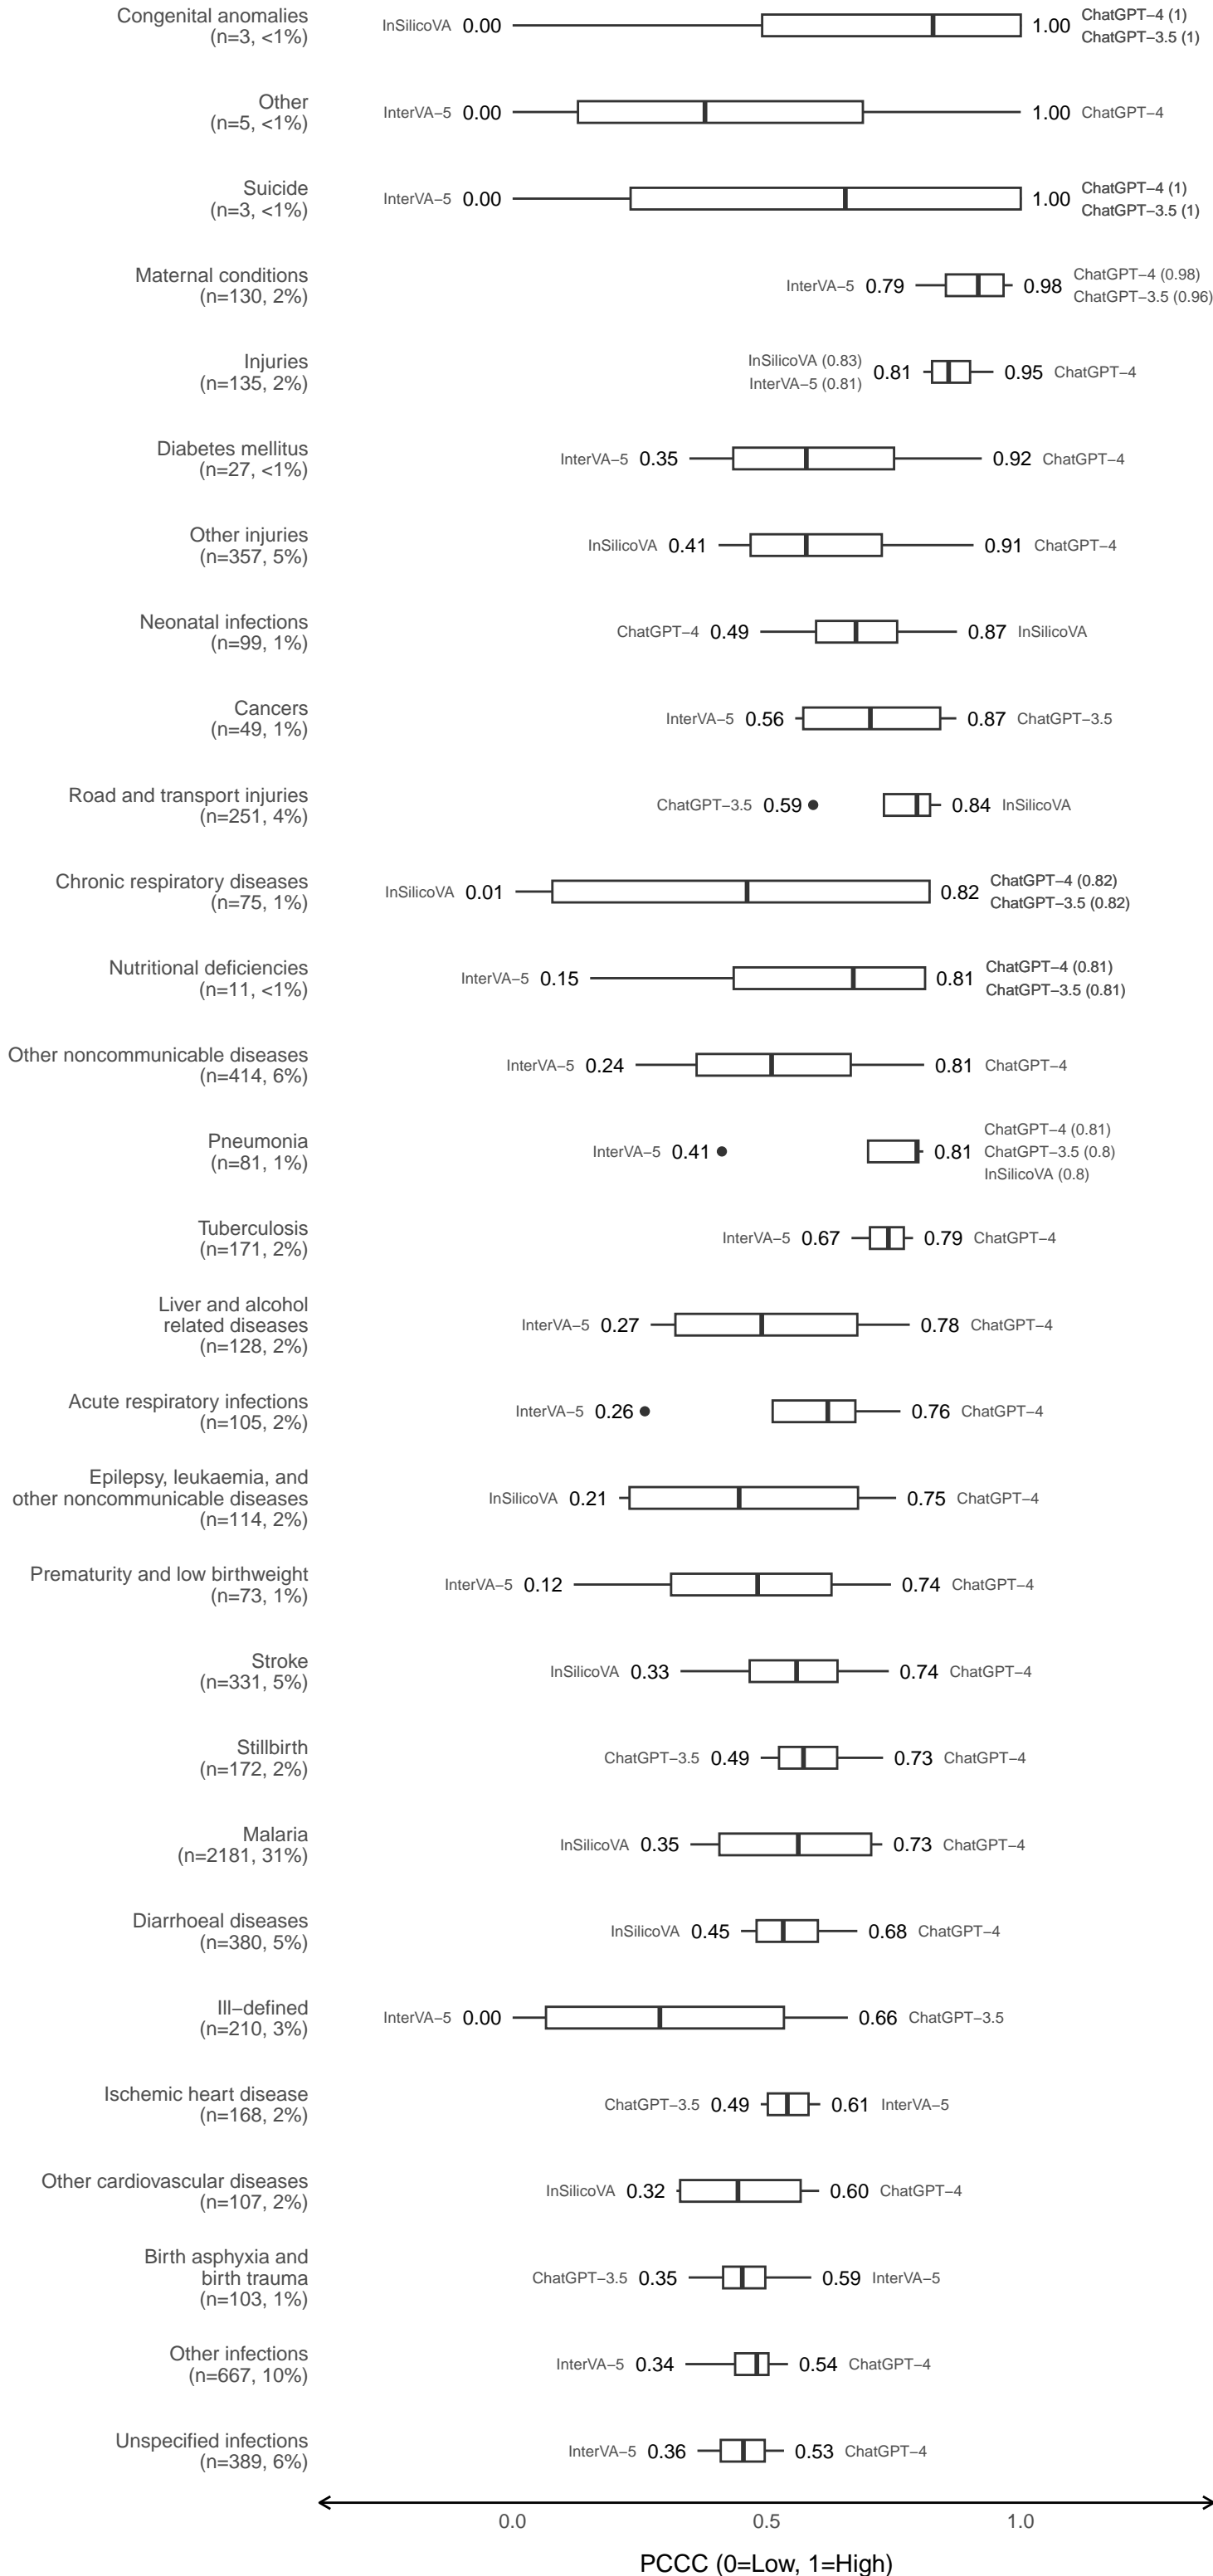 Congenital anomalies
(n=3, <1%)
InSilicoVA 0.00
1.00
ChatGPT−4 (1)
ChatGPT−3.5 (1)
Other
(n=5, <1%)
InterVA−5 0.00
1.00 ChatGPT−4
Suicide
(n=3, <1%)
InterVA−5 0.00
1.00
ChatGPT−4 (1)
ChatGPT−3.5 (1)
Maternal conditions
(n=130, 2%)
InterVA−5 0.79
0.98
ChatGPT−4 (0.98)
ChatGPT−3.5 (0.96)
Injuries
(n=135, 2%)
InSilicoVA (0.83)
InterVA−5 (0.81)
0.81
0.95 ChatGPT−4
Diabetes mellitus
(n=27, <1%)
InterVA−5 0.35
0.92 ChatGPT−4
Other injuries
(n=357, 5%)
InSilicoVA 0.41
0.91 ChatGPT−4
Neonatal infections
(n=99, 1%)
ChatGPT−4 0.49
0.87 InSilicoVA
Cancers
(n=49, 1%)
InterVA−5 0.56
0.87 ChatGPT−3.5
Road and transport injuries
(n=251, 4%)
ChatGPT−3.5 0.59
0.84 InSilicoVA
Chronic respiratory diseases
(n=75, 1%)
InSilicoVA 0.01
0.82
ChatGPT−4 (0.82)
ChatGPT−3.5 (0.82)
Nutritional deficiencies
(n=11, <1%)
InterVA−5 0.15
0.81
ChatGPT−4 (0.81)
ChatGPT−3.5 (0.81)
Other noncommunicable diseases
(n=414, 6%)
InterVA−5 0.24
0.81 ChatGPT−4
Pneumonia
(n=81, 1%)
InterVA−5 0.41
0.81
ChatGPT−4 (0.81)
ChatGPT−3.5 (0.8)
InSilicoVA (0.8)
Tuberculosis
(n=171, 2%)
InterVA−5 0.67
0.79 ChatGPT−4
Liver and alcohol
related diseases
(n=128, 2%)
InterVA−5 0.27
0.78 ChatGPT−4
Acute respiratory infections
(n=105, 2%)
InterVA−5 0.26
0.76 ChatGPT−4
Epilepsy, leukaemia, and
other noncommunicable diseases
(n=114, 2%)
InSilicoVA 0.21
0.75 ChatGPT−4
Prematurity and low birthweight
(n=73, 1%)
InterVA−5 0.12
0.74 ChatGPT−4
Stroke
(n=331, 5%)
InSilicoVA 0.33
0.74 ChatGPT−4
Stillbirth
(n=172, 2%)
ChatGPT−3.5 0.49
0.73 ChatGPT−4
Malaria
(n=2181, 31%)
InSilicoVA 0.35
0.73 ChatGPT−4
Diarrhoeal diseases
(n=380, 5%)
InSilicoVA 0.45
0.68 ChatGPT−4
Ill−defined
(n=210, 3%)
InterVA−5 0.00
0.66 ChatGPT−3.5
Ischemic heart disease
(n=168, 2%)
ChatGPT−3.5 0.49
0.61 InterVA−5
Other cardiovascular diseases
(n=107, 2%)
InSilicoVA 0.32
0.60 ChatGPT−4
Birth asphyxia and
birth trauma
(n=103, 1%)
ChatGPT−3.5 0.35
0.59 InterVA−5
Other infections
(n=667, 10%)
InterVA−5 0.34
0.54 ChatGPT−4
Unspecified infections
(n=389, 6%)
InterVA−5 0.36
0.53 ChatGPT−4
0.0 0.5 1.0
PCCC (0=Low, 1=High)